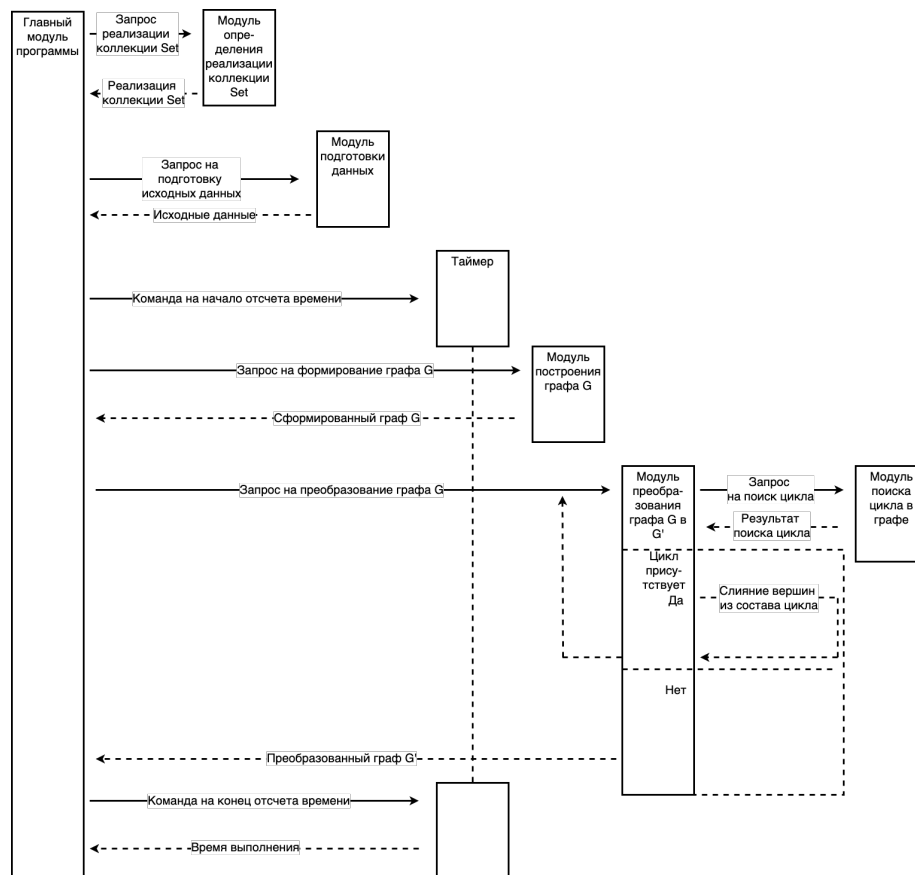 Главный
модуль
программы
Запрос
реализации
коллекции Set
Модуль
опре-
деления
реализации
коллекции
Set
Реализация
коллекции Set
Модуль
подготовки
данных
Запрос на
подготовку
исходных данных
Исходные данные
Таймер
Команда на начало отсчета времени
Модуль
построения
графа G
Запрос на формирование графа G
Сформированный граф G
Запрос на преобразование графа G
Модуль
преобра-
зования
графа G в
G'
Запрос
на поиск цикла
Модуль
поиска
цикла в
графе
Результат
поиска цикла
Цикл
прису-
тствует
Да
Слияние вершин
из состава цикла
Нет
Преобразованный граф G'
Команда на конец отсчета времени
Время выполнения